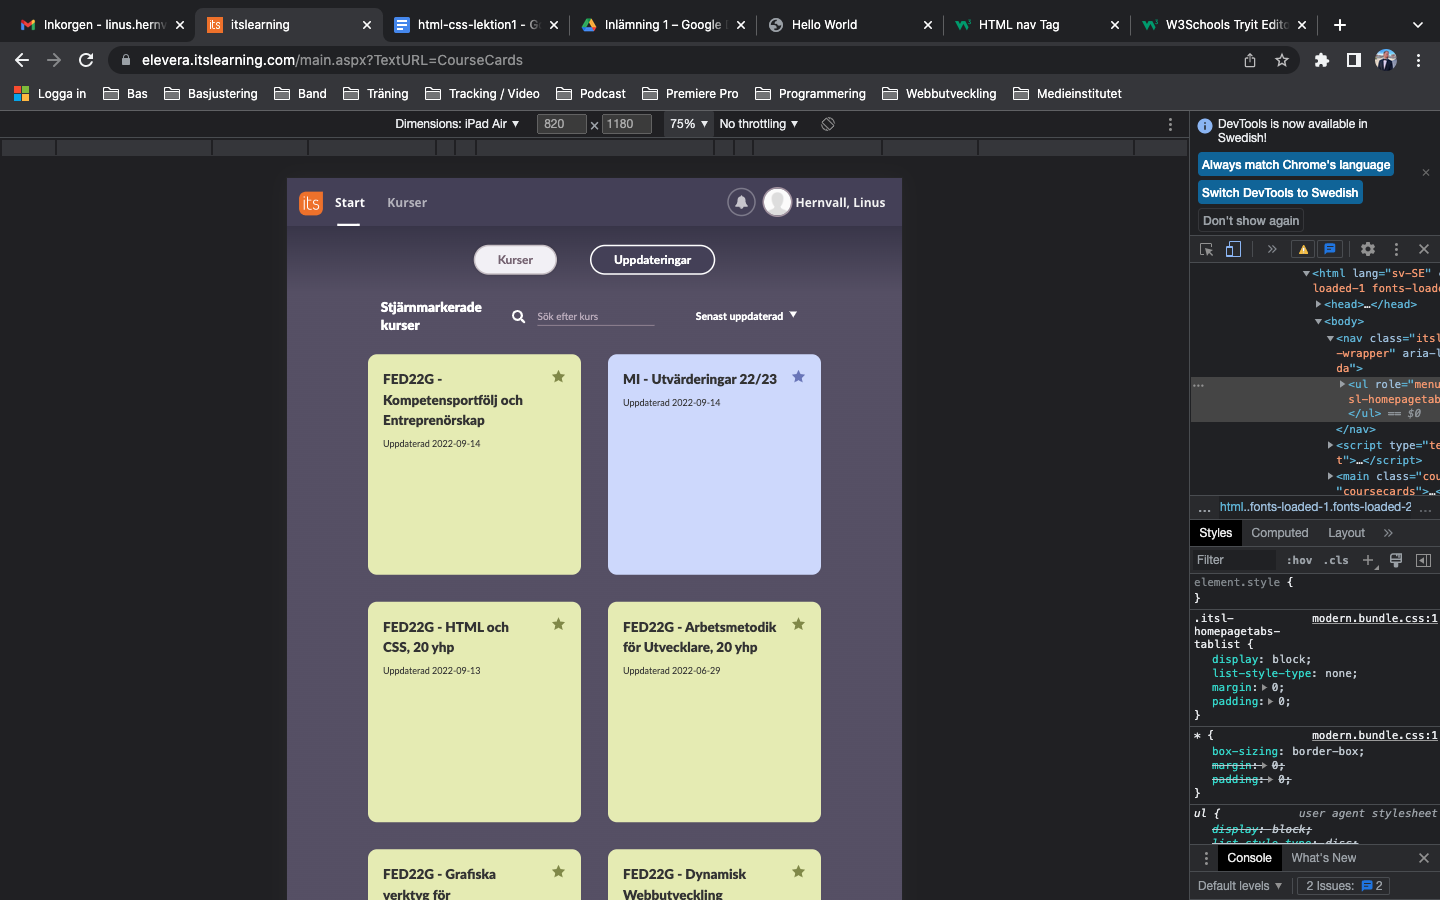 Inkorgen - linus.hernv
itslearning
html-css-lektion1 - G
Inlämning 1 – Google
Hello World
HTML nav Tag
W3Schools Tryit Edito
elevera.itslearning.com/main.aspx?TextURL=CourseCards
Logga in
Bas
Basjustering
Band
Träning
Tracking / Video
Podcast
Premiere Pro
Programmering
Webbutveckling
Medieinstitutet
Dimensions: iPad Air ▼ 820 × 1180 75% ▼ No throttling ▼
its Start Kurser
Hernvall, Linus
Kurser
Uppdateringar
Stjärnmarkerade
kurser
Sök efter kurs
Senast uppdaterad ▼
FED22G -
Kompetensportfölj och
Entreprenörskap
Uppdaterad 2022-09-14
MI - Utvärderingar 22/23
Uppdaterad 2022-09-14
FED22G - HTML och
CSS, 20 yhp
Uppdaterad 2022-09-13
FED22G - Arbetsmetodik
för Utvecklare, 20 yhp
Uppdaterad 2022-06-29
FED22G - Grafiska
verktyg för
FED22G - Dynamisk
Webbutveckling
DevTools is now available in
Swedish!
Always match Chrome's language
Switch DevTools to Swedish
Don't show again
▼<html lang="sv-SE"
loaded-1 fonts-load
▶<head>…</head>
▼<body>
▼<nav class="itsl
-wrapper" aria-l
da">
… ▶<ul role="menu
sl-homepagetab
</ul> == $0
</nav>
▶<script type="te
t">…</script>
▶<main class="cou
"coursecards">…<
… html..fonts-loaded-1.fonts-loaded-2 …
Styles Computed Layout »
Filter :hov .cls +
element.style {
}
.itsl- modern.bundle.css:1
homepagetabs-
tablist {
display: block;
list-style-type: none;
margin:▶ 0;
padding:▶ 0;
}
* { modern.bundle.css:1
box-sizing: border-box;
margin:▶ 0;
padding:▶ 0;
}
ul { user agent stylesheet
display: block;
list-style-type: disc;
Console What's New
Default levels ▼ 2 Issues: 2